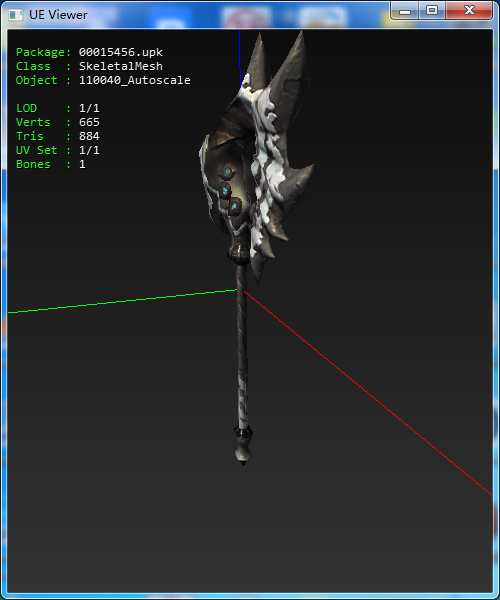 UE Viewer
Package: 00015456.upk
Class : SkeletalMesh
Object : 110040_Autoscale
LOD : 1/1
Verts : 665
Tris : 884
UV Set : 1/1
Bones : 1